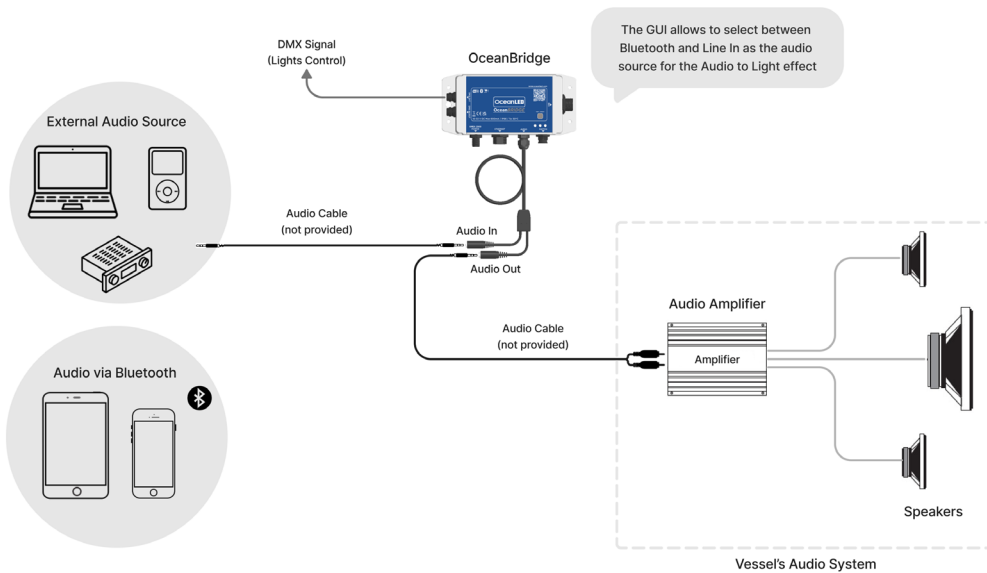 DMX Signal
(Lights Control)
OceanBridge
The GUI allows to select between
Bluetooth and Line In as the audio
source for the Audio to Light effect
OceanLED
External Audio Source
Audio Cable
(not provided)
Audio In
Audio Out
Audio Cable
(not provided)
Audio Amplifier
Amplifier
Audio via Bluetooth
Speakers
Vessel's Audio System